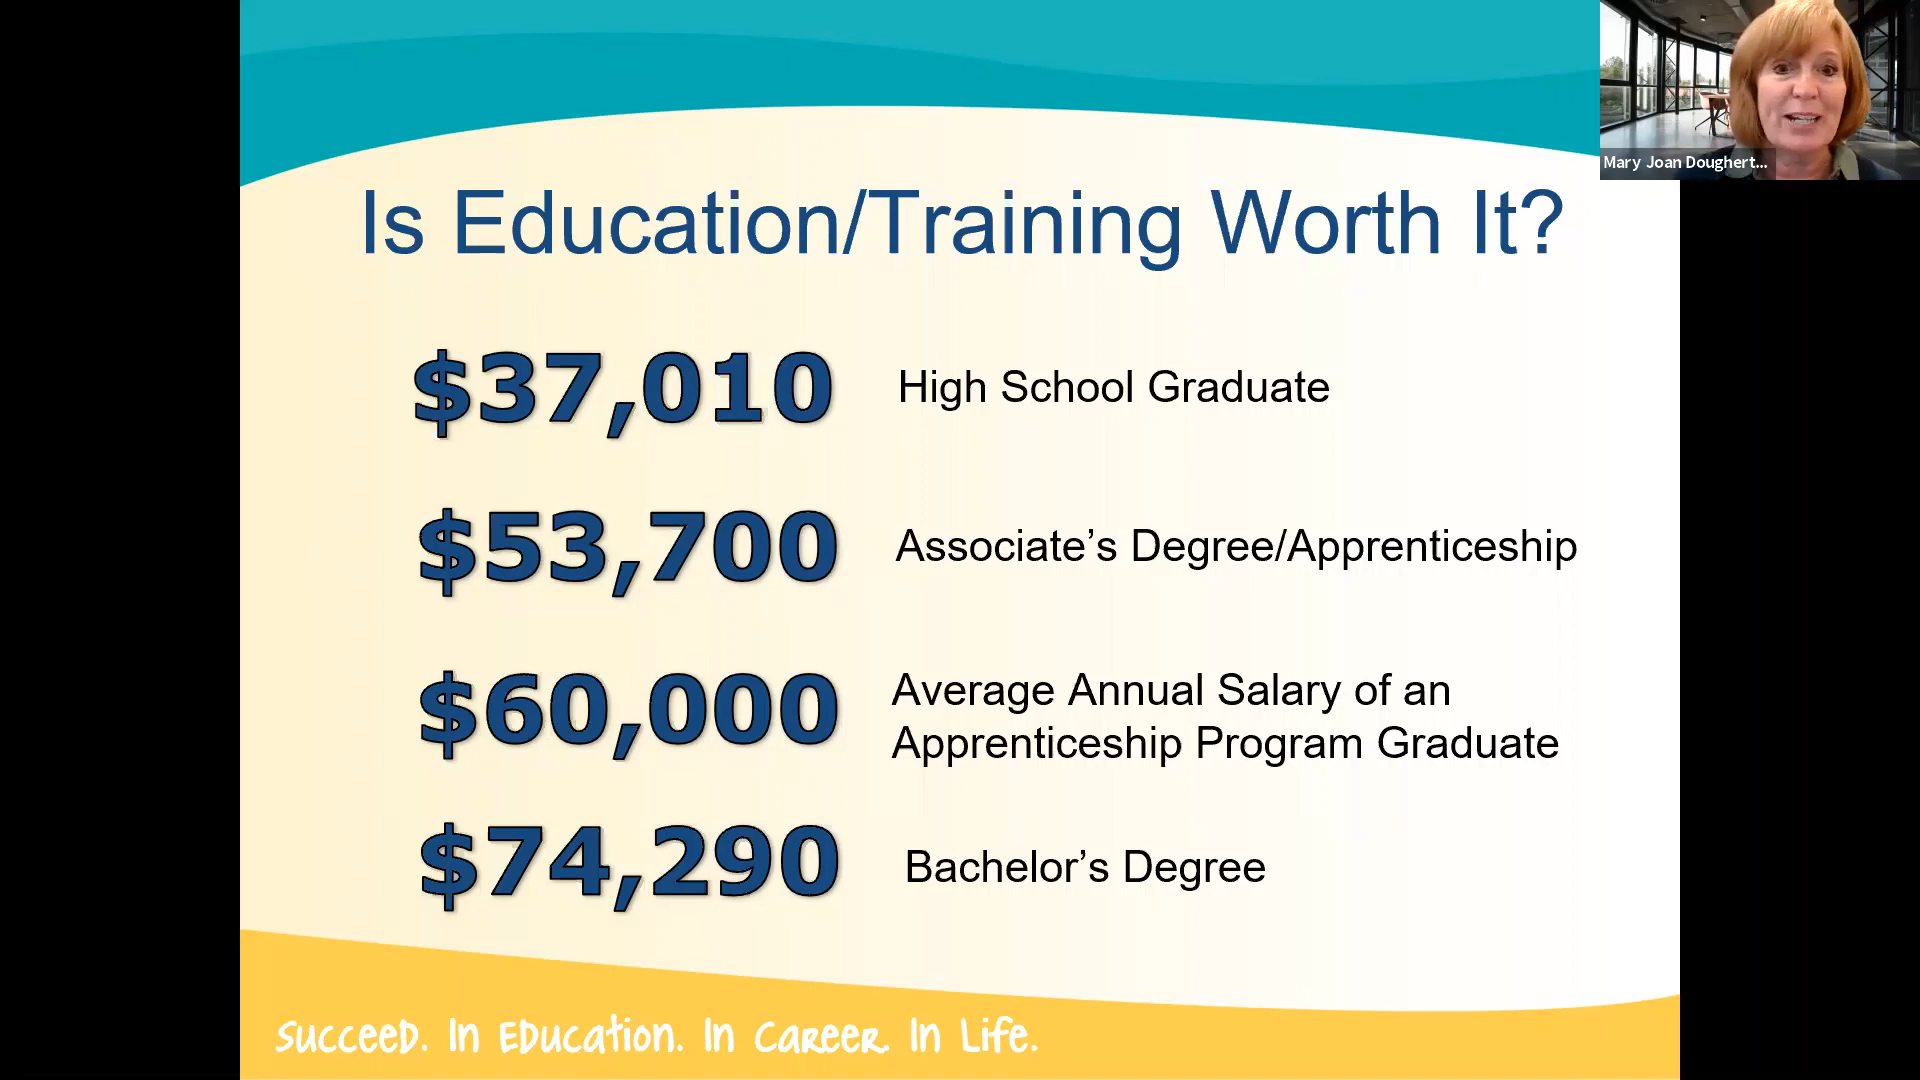 Is Education/Training Worth It?
$37,010 High School Graduate
$53,700 Associate’s Degree/Apprenticeship
$60,000 Average Annual Salary of an
Apprenticeship Program Graduate
$74,290 Bachelor’s Degree
Succeed. In Education. In Career. In Life.
Mary Joan Doughert...